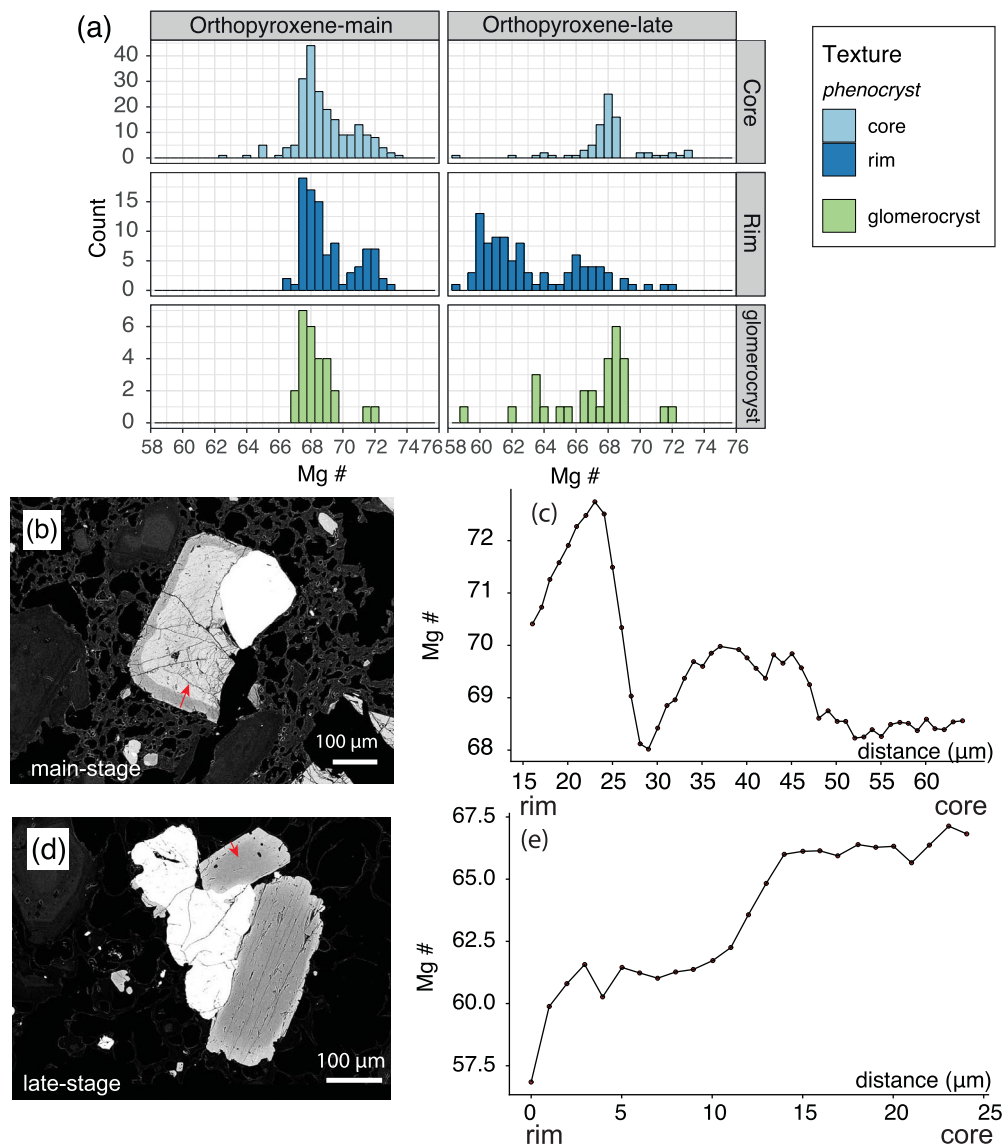 (a)
Orthopyroxene-main
Orthopyroxene-late
Texture
phenocryst
core
rim
glomerocryst
Count
40
30
20
10
0
Core
15
10
5
0
Rim
6
4
2
0
glomerocryst
58 60 62 64 66 68 70 72 74 76
58 60 62 64 66 68 70 72 74 76
Mg #
Mg #
(b)
100 µm
main-stage
(c)
Mg #
72
71
70
69
68
distance (µm)
15 20 25 30 35 40 45 50 55 60
rim
core
(d)
100 µm
late-stage
(e)
Mg #
67.5
65.0
62.5
60.0
57.5
distance (µm)
0 5 10 15 20 25
rim
core